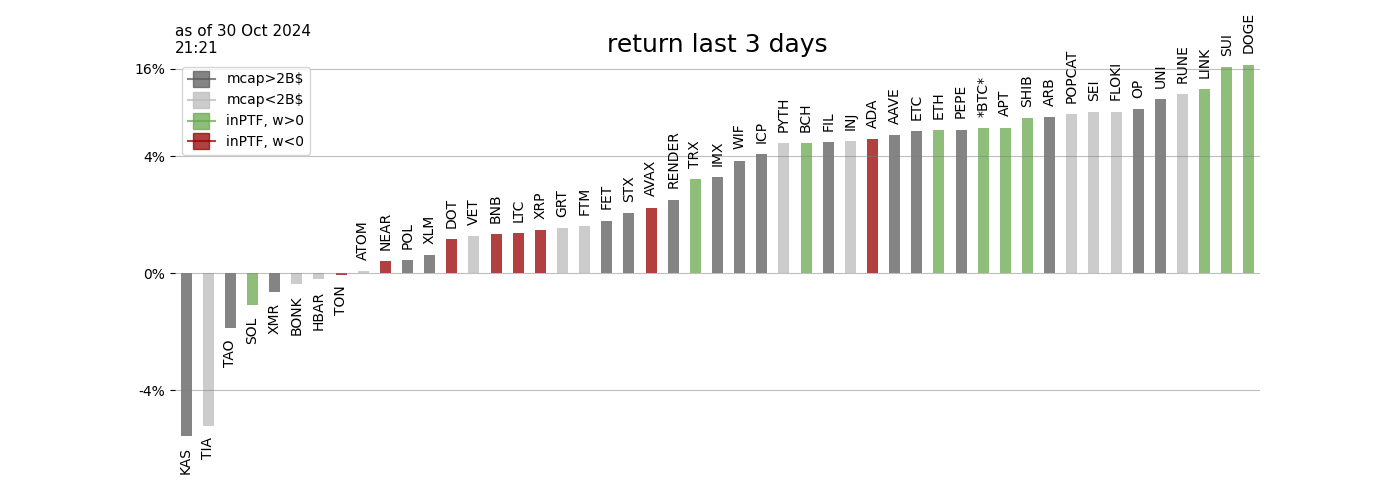 as of 30 Oct 2024
21:21
return last 3 days
16%
4%
0%
-4%
mcap>2B$
mcap<2B$
inPTF, w>0
inPTF, w<0
KAS
TIA
TAO
SOL
XMR
BONK
HBAR
TON
ATOM
NEAR
POL
XLM
DOT
VET
BNB
LTC
XRP
GRT
FTM
FET
STX
AVAX
RENDER
TRX
IMX
WIF
ICP
PYTH
BCH
FIL
INJ
ADA
AAVE
ETC
ETH
PEPE
*BTC*
APT
SHIB
ARB
POPCAT
SEI
FLOKI
OP
UNI
RUNE
LINK
SUI
DOGE